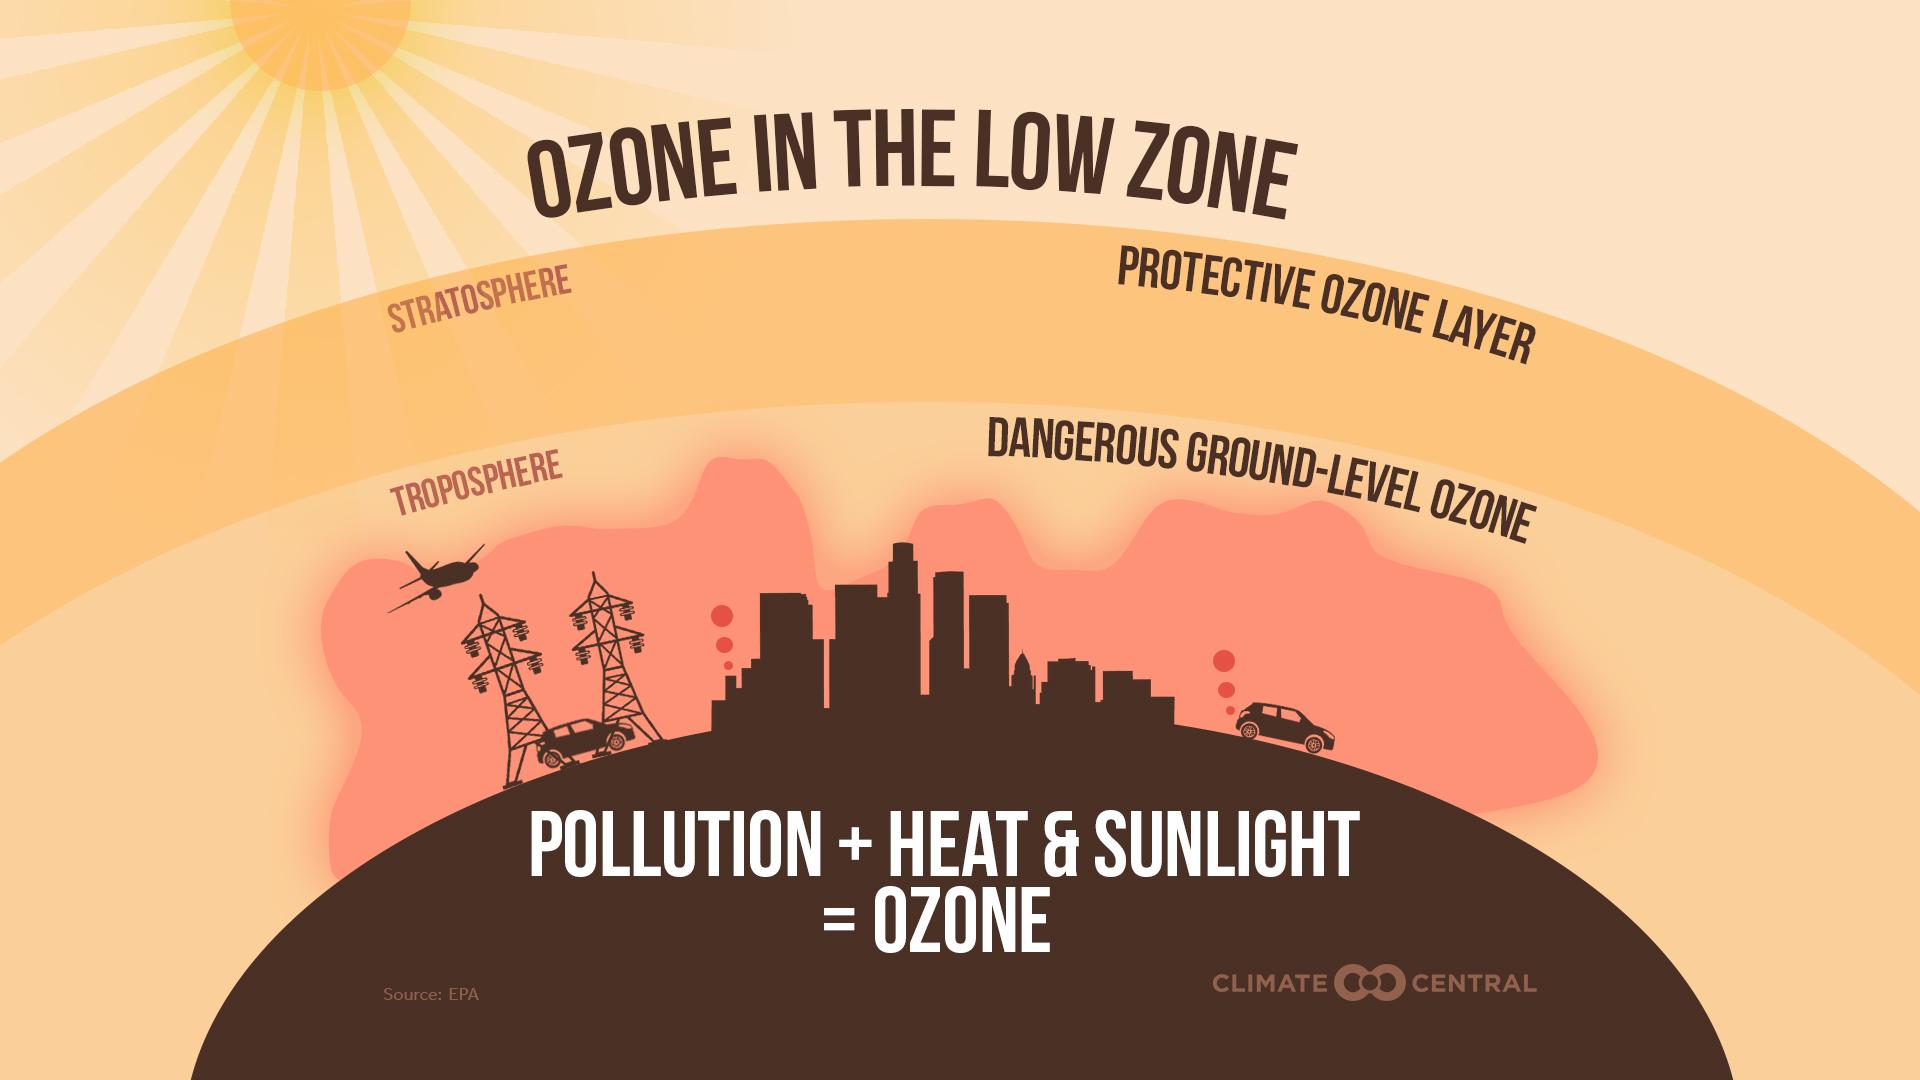 OZONE IN THE LOW ZONE
STRATOSPHERE
PROTECTIVE OZONE LAYER
TROPOSPHERE
DANGEROUS GROUND-LEVEL OZONE
POLLUTION + HEAT & SUNLIGHT
= OZONE
Source: EPA
CLIMATE CENTRAL